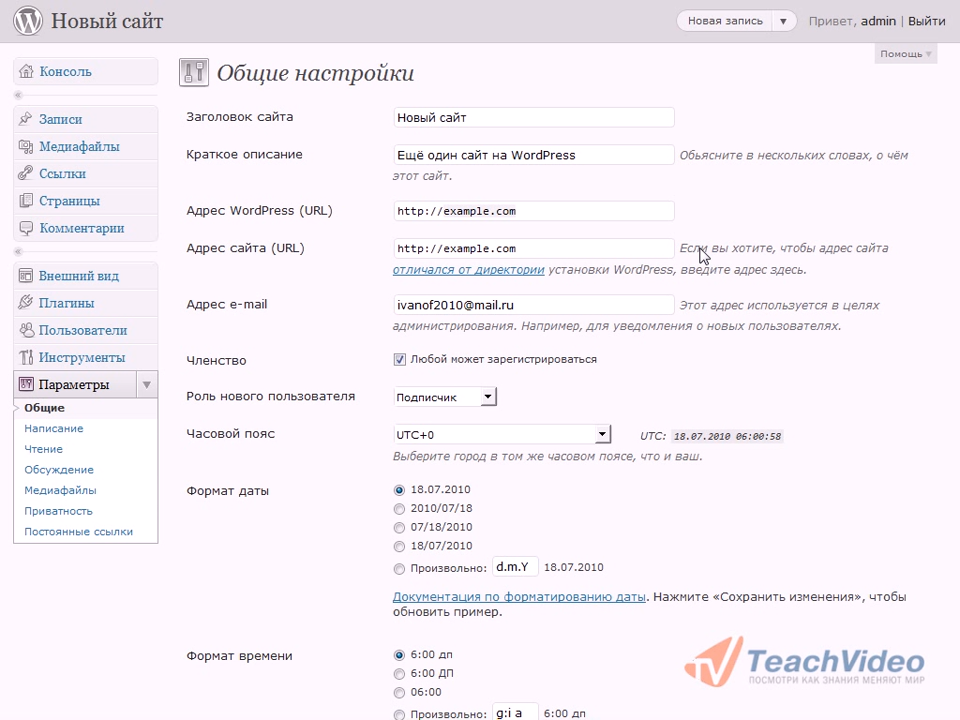 Новый сайт
Новая запись
Привет, admin | Выйти
Помощь
Консоль
Записи
Медиафайлы
Ссылки
Страницы
Комментарии
Внешний вид
Плагины
Пользователи
Инструменты
Параметры
Общие
Написание
Чтение
Обсуждение
Медиафайлы
Приватность
Постоянные ссылки
Общие настройки
Заголовок сайта Новый сайт
Краткое описание Ещё один сайт на WordPress Обьясните в нескольких словах, о чём
этот сайт.
Адрес WordPress (URL) http://example.com
Адрес сайта (URL) http://example.com Если вы хотите, чтобы адрес сайта
отличался от директории установки WordPress, введите адрес здесь.
Адрес e-mail ivanof2010@mail.ru Этот адрес используется в целях
администрирования. Например, для уведомления о новых пользователях.
Членство Любой может зарегистрироваться
Роль нового пользователя Подписчик
Часовой пояс UTC+0 UTC: 18.07.2010 06:00:58
Выберите город в том же часовом поясе, что и ваш.
Формат даты 18.07.2010
2010/07/18
07/18/2010
18/07/2010
Произвольно: d.m.Y 18.07.2010
Документация по форматированию даты. Нажмите «Сохранить изменения», чтобы
обновить пример.
Формат времени 6:00 дп
6:00 ДП
06:00
Произвольно: g:i a 6:00 дп
TeachVideo
ПОСМОТРИ КАК ЗНАНИЯ МЕНЯЮТ МИР